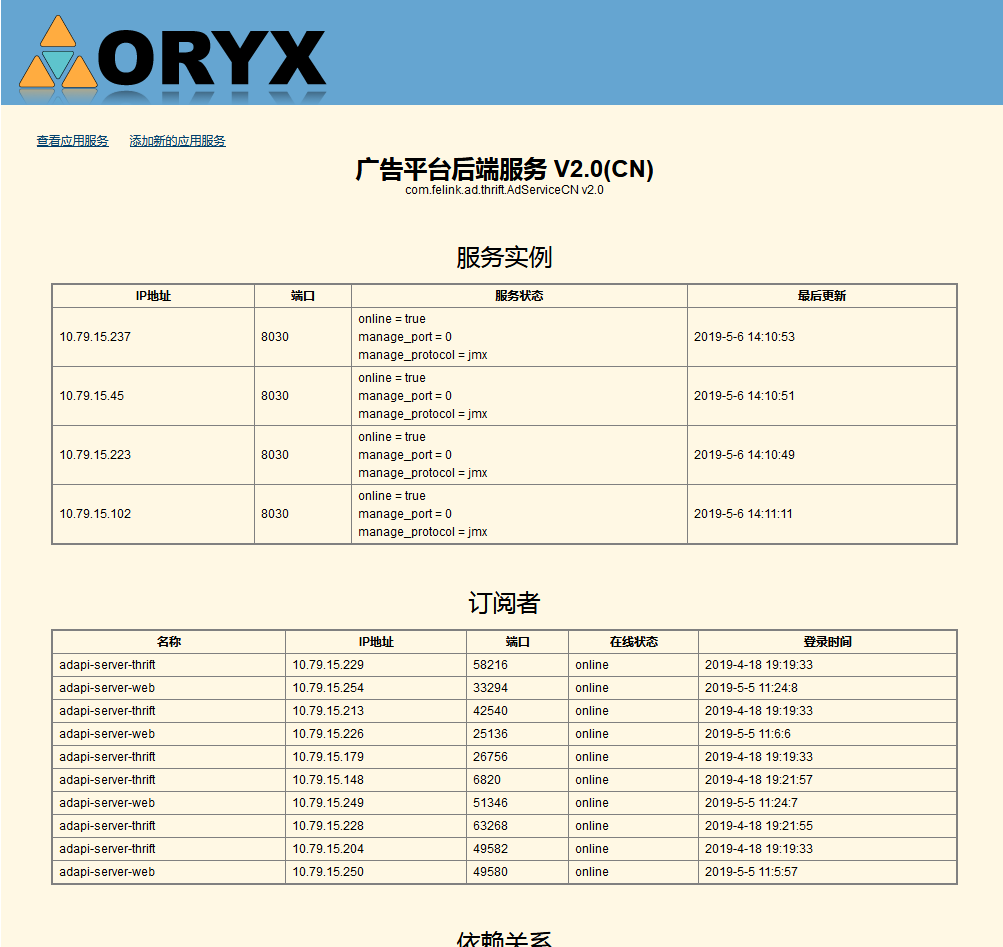 ORYX
查看应用服务 添加新的应用服务
广告平台后端服务 V2.0(CN)
com.felink.ad.thrift.AdServiceCN v2.0
服务实例
IP地址 端口 服务状态 最后更新
10.79.15.237 8030 online = true
manage_port = 0
manage_protocol = jmx 2019-5-6 14:10:53
10.79.15.45 8030 online = true
manage_port = 0
manage_protocol = jmx 2019-5-6 14:10:51
10.79.15.223 8030 online = true
manage_port = 0
manage_protocol = jmx 2019-5-6 14:10:49
10.79.15.102 8030 online = true
manage_port = 0
manage_protocol = jmx 2019-5-6 14:11:11
订阅者
名称 IP地址 端口 在线状态 登录时间
adapi-server-thrift 10.79.15.229 58216 online 2019-4-18 19:19:33
adapi-server-web 10.79.15.254 33294 online 2019-5-5 11:24:8
adapi-server-thrift 10.79.15.213 42540 online 2019-4-18 19:19:33
adapi-server-web 10.79.15.226 25136 online 2019-5-5 11:6:6
adapi-server-thrift 10.79.15.179 26756 online 2019-4-18 19:19:33
adapi-server-thrift 10.79.15.148 6820 online 2019-4-18 19:21:57
adapi-server-web 10.79.15.249 51346 online 2019-5-5 11:24:7
adapi-server-thrift 10.79.15.228 63268 online 2019-4-18 19:21:55
adapi-server-thrift 10.79.15.204 49582 online 2019-4-18 19:19:33
adapi-server-web 10.79.15.250 49580 online 2019-5-5 11:5:57
依赖关系